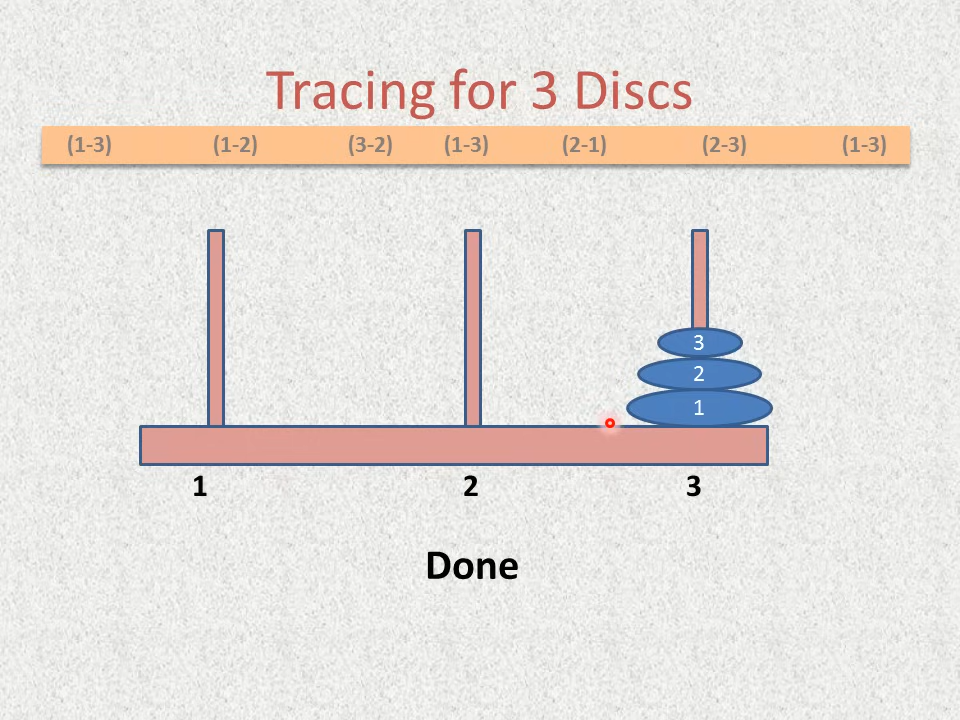 Tracing for 3 Discs
(1-3) (1-2) (3-2) (1-3) (2-1) (2-3) (1-3)
3
2
1
1 2 3
Done